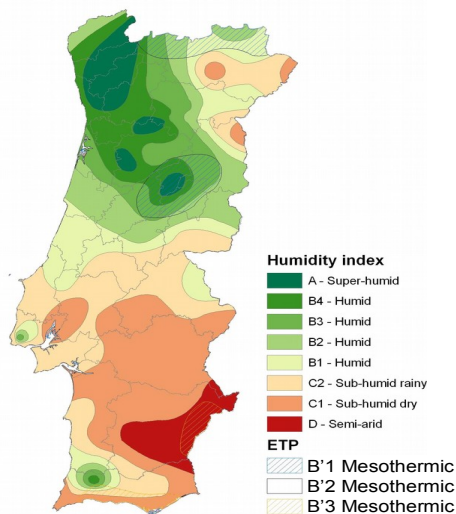 Humidity index
A - Super-humid
B4 - Humid
B3 - Humid
B2 - Humid
B1 - Humid
C2 - Sub-humid rainy
C1 - Sub-humid dry
D - Semi-arid
ETP
B'1 Mesothermic
B'2 Mesothermic
B'3 Mesothermic